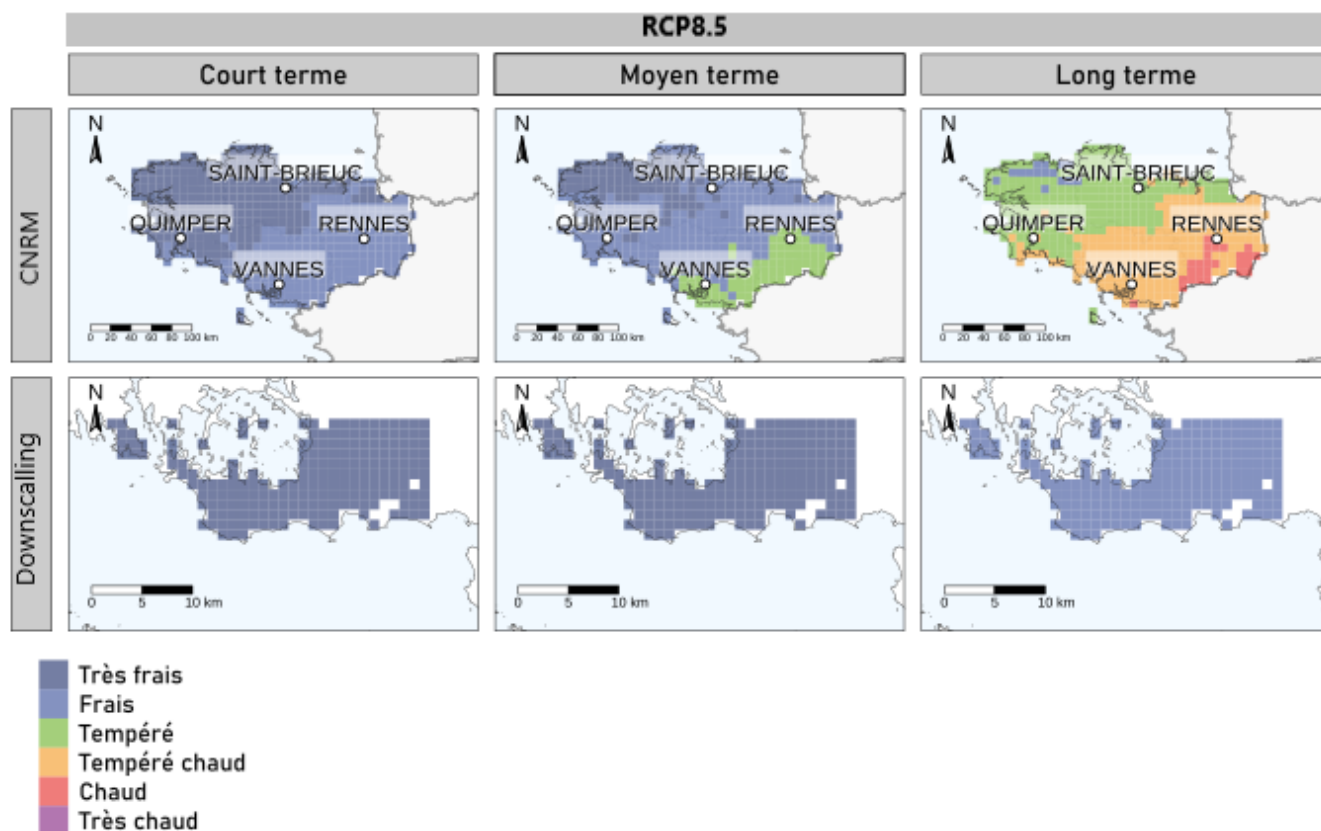 RCP8.5
Court terme
Moyen terme
Long terme
CNRM
N
SAINT-BRIEUC
QUIMPER
RENNES
VANNES
0 20 40 60 80 100 km
N
SAINT-BRIEUC
QUIMPER
RENNES
VANNES
0 20 40 60 80 100 km
N
SAINT-BRIEUC
QUIMPER
RENNES
VANNES
0 20 40 60 80 100 km
Downscalling
N
0 5 10 km
N
0 5 10 km
N
0 5 10 km
Très frais
Frais
Tempéré
Tempéré chaud
Chaud
Très chaud